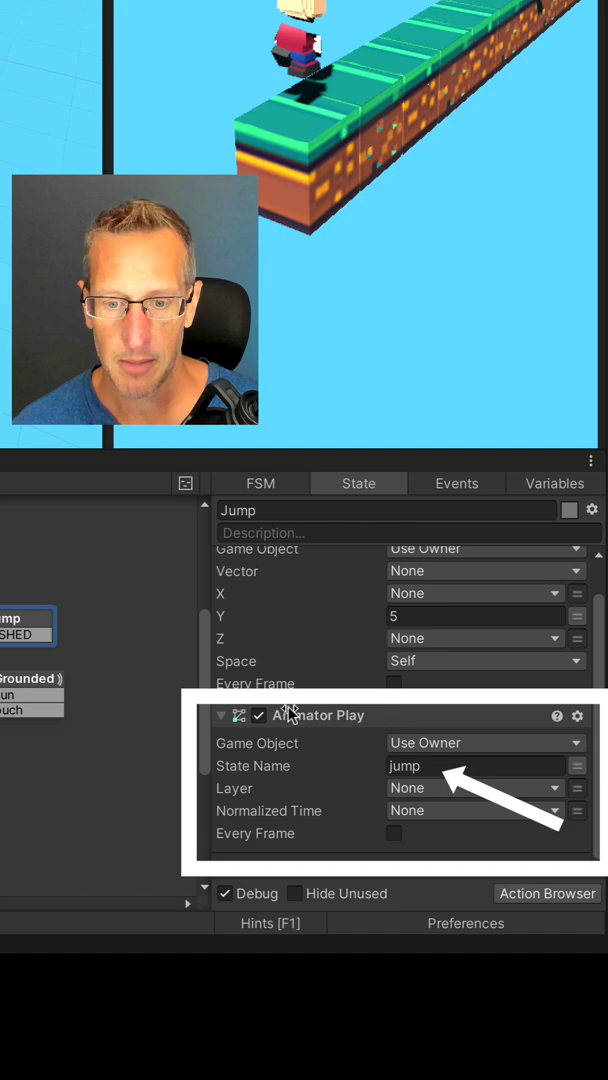 FSM State Events Variables
Jump
Description...
Game Object Use Owner
Vector None
X None
Y 5
Z None
Space Self
Every Frame
ump
SHED
Grounded
un
ouch
Animator Play
Game Object Use Owner
State Name jump
Layer None
Normalized Time None
Every Frame
Debug Hide Unused Action Browser
Hints [F1] Preferences